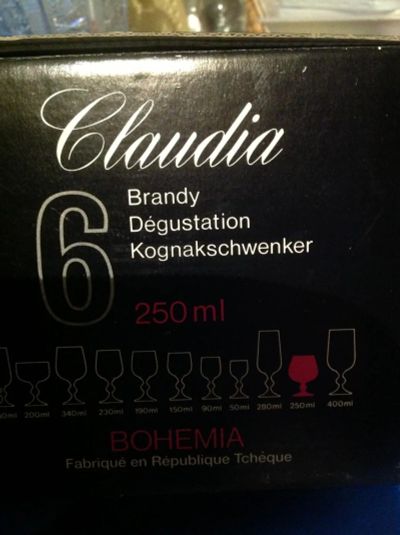 Claudia
6
Brandy
Dégustation
Kognakschwenker
250 ml
200ml 340ml 230ml 190ml 150ml 90ml 50ml 280ml 250ml 400ml
BOHEMiA
Fabriqué en République Tchèque